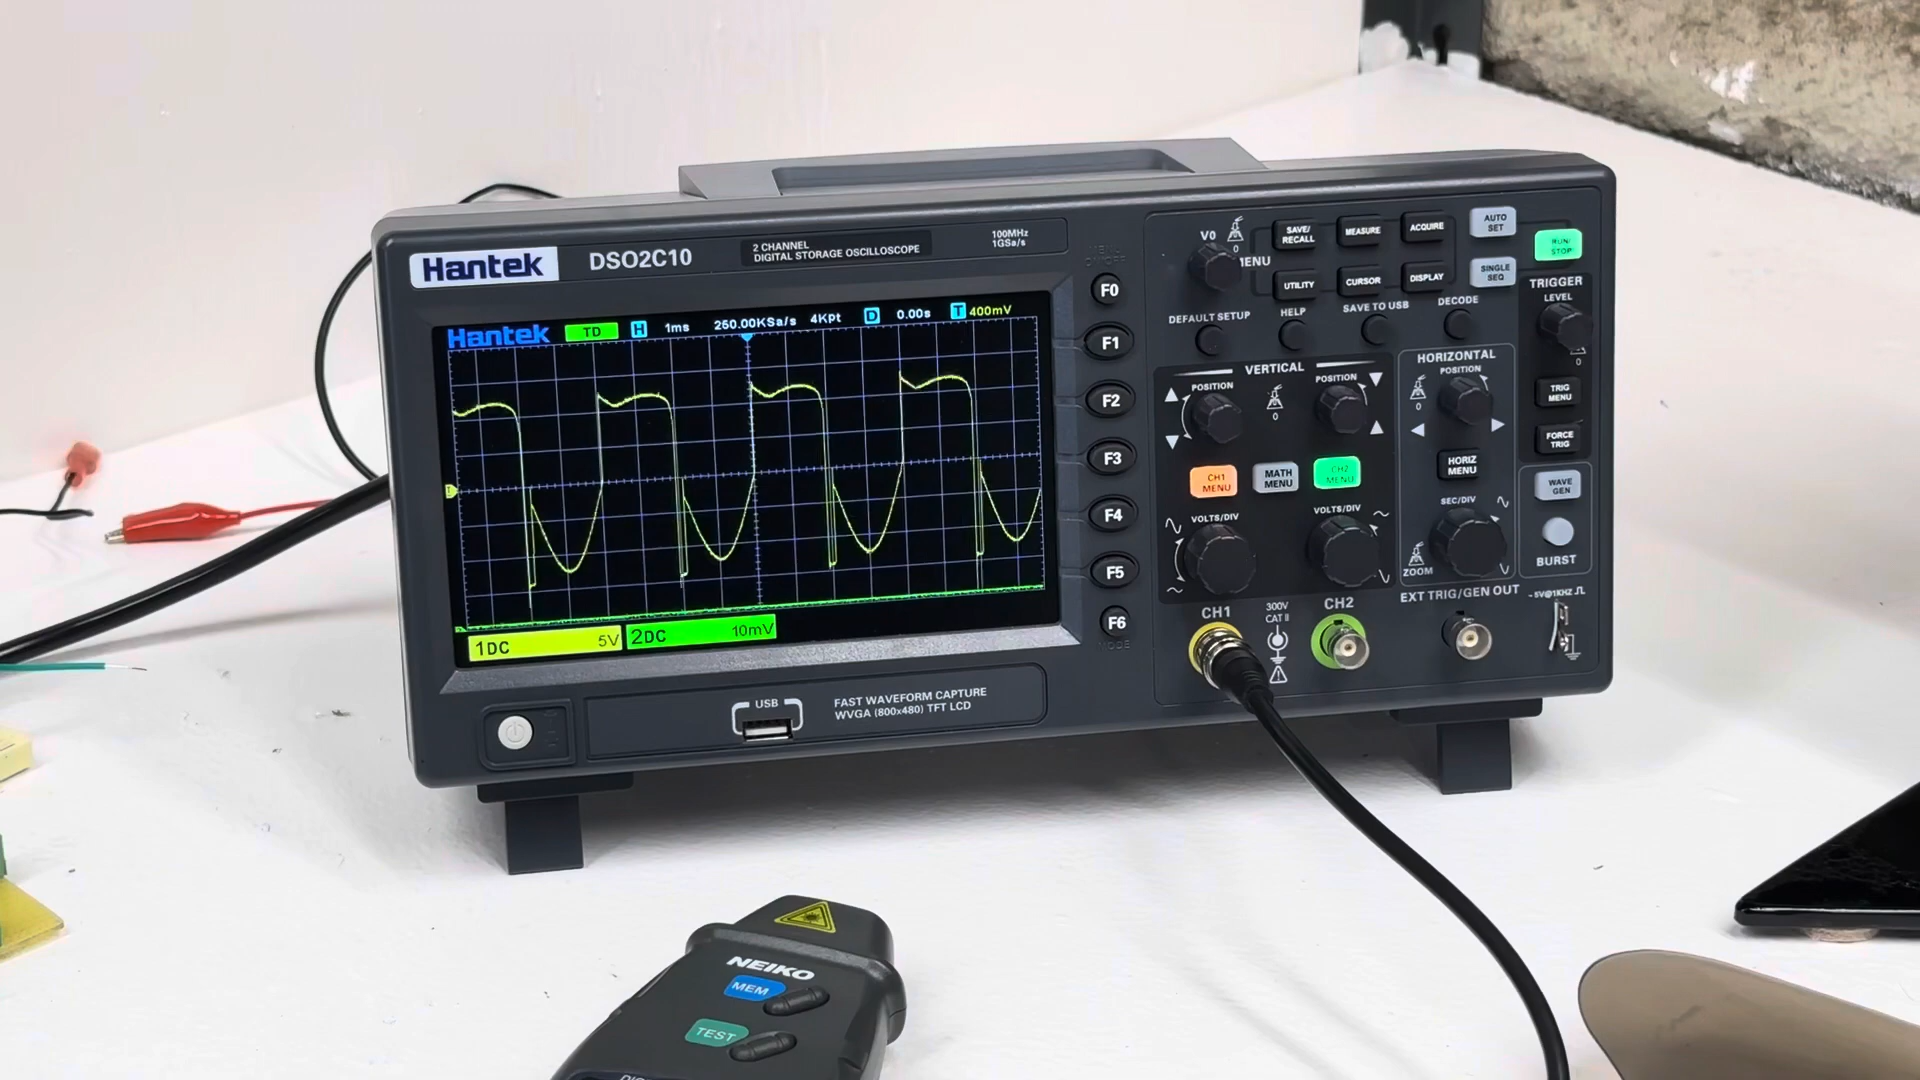 Hantek
DSO2C10
2 CHANNEL
DIGITAL STORAGE OSCILLOSCOPE
100MHz
1GSa/s
Hantek
TD
H
1ms
250.00KSa/s
4KPt
D
0.00s
T
400mV
1DC
5V
2DC
10mV
F0
F1
F2
F3
F4
F5
F6
MODE
V0
0
MENU
SAVE/
RECALL
MEASURE
ACQUIRE
AUTO
SET
RUN/
STOP
UTILITY
CURSOR
DISPLAY
SINGLE
SEQ
DEFAULT SETUP
HELP
SAVE TO USB
DECODE
TRIGGER
LEVEL
0
TRIG
MENU
FORCE
TRIG
VERTICAL
POSITION
0
POSITION
CH1
MENU
MATH
MENU
CH2
MENU
VOLTS/DIV
VOLTS/DIV
HORIZONTAL
POSITION
0
HORIZ
MENU
SEC/DIV
ZOOM
WAVE
GEN
BURST
CH1
300V
CAT II
CH2
EXT TRIG/GEN OUT
~5V@1KHZ
USB
FAST WAVEFORM CAPTURE
WVGA (800x480) TFT LCD
NEIKO
MEM
TEST